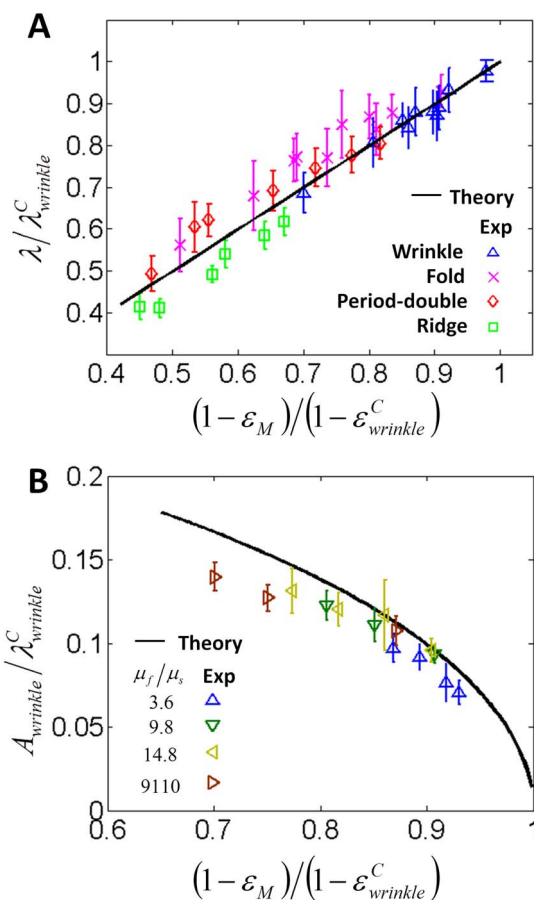 A
1
0.9
0.8
0.7
0.6
0.5
0.4
λ/λ^C_wrinkle
Theory
Exp
Wrinkle
Fold
Period-double
Ridge
0.4 0.5 0.6 0.7 0.8 0.9 1
(1-ε_M)/(1-ε^C_wrinkle)
B
0.2
0.15
0.1
0.05
0
A_wrinkle/λ^C_wrinkle
Theory
μ_f/μ_s Exp
3.6
9.8
14.8
9110
0.6 0.7 0.8 0.9 1
(1-ε_M)/(1-ε^C_wrinkle)